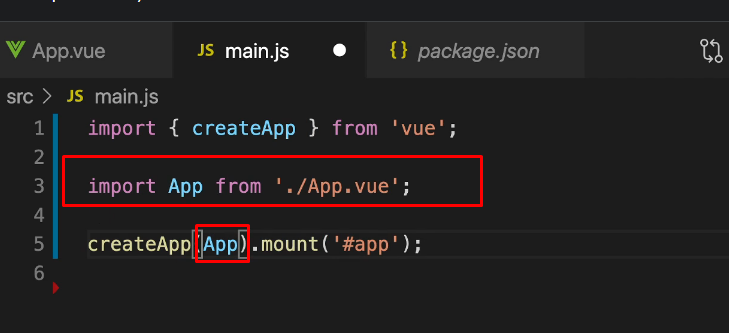 App.vue
JS main.js
{} package.json
src > JS main.js
1 import { createApp } from 'vue';
2
3 import App from './App.vue';
4
5 createApp(App).mount('#app');
6